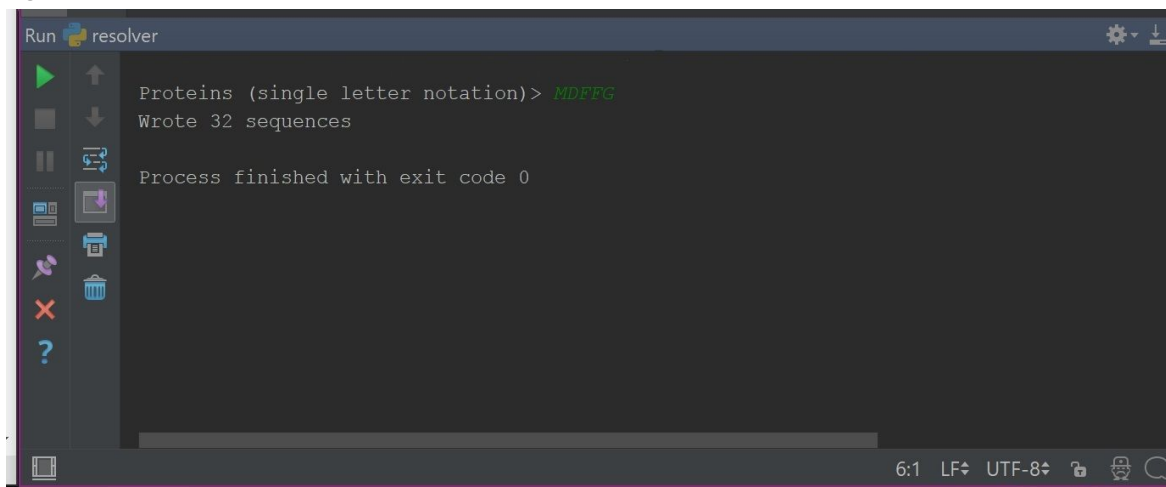 Run resolver
Proteins (single letter notation)> MDFFG
Wrote 32 sequences
Process finished with exit code 0
?
6:1 LF UTF-8